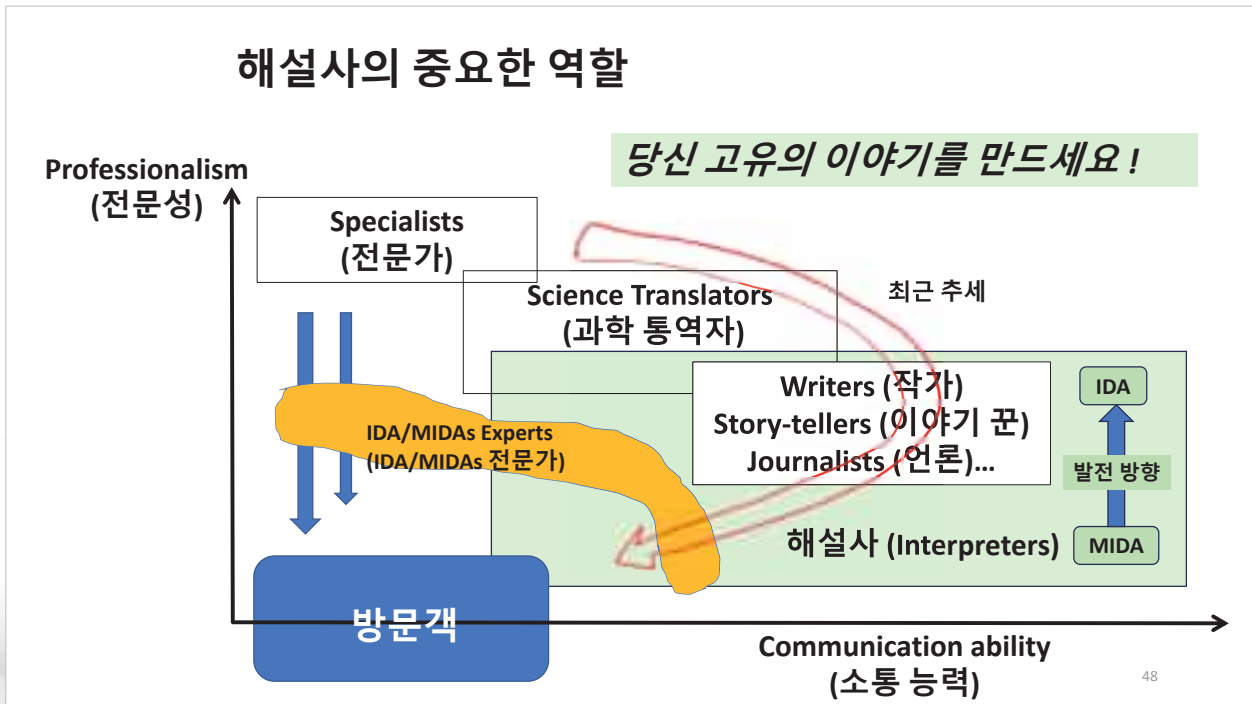 해설사의 중요한 역할
당신 고유의 이야기를 만드세요 !
Professionalism
(전문성)
Specialists
(전문가)
Science Translators
(과학 통역자)
최근 추세
Writers (작가)
Story-tellers (이야기 꾼)
Journalists (언론)...
IDA
발전 방향
MIDA
IDA/MIDAs Experts
(IDA/MIDAs 전문가)
해설사 (Interpreters)
방문객
Communication ability
(소통 능력)
48